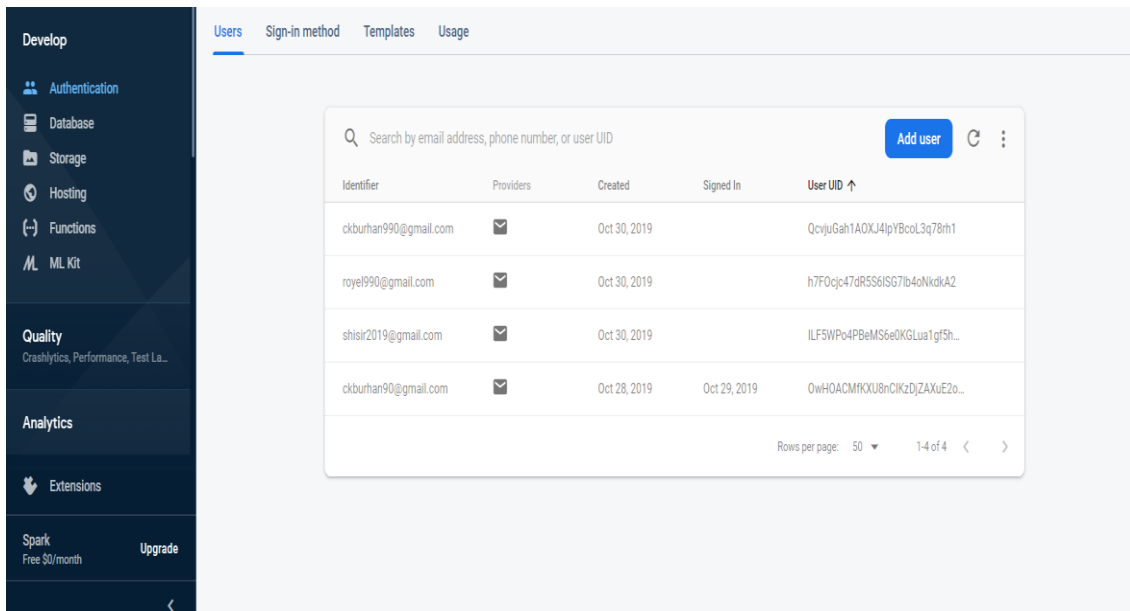 Develop
Authentication
Database
Storage
Hosting
Functions
ML Kit
Quality
Crashlytics, Performance, Test La...
Analytics
Extensions
Spark
Free $0/month
Upgrade
Users Sign-in method Templates Usage
Search by email address, phone number, or user UID
Add user
Identifier Providers Created Signed In User UID
ckburhan990@gmail.com Oct 30, 2019 QcvjuGah1AOXJ4lpYBcoL3q78rh1
royel990@gmail.com Oct 30, 2019 h7FOcjc47dR5S6ISG7lb4oNkdkA2
shisir2019@gmail.com Oct 30, 2019 ILF5WPo4PBeMS6e0KGLua1gf5h...
ckburhan90@gmail.com Oct 28, 2019 Oct 29, 2019 OwHOACMfKXU8nCIKzDjZAXuE2o...
Rows per page: 50 1-4 of 4